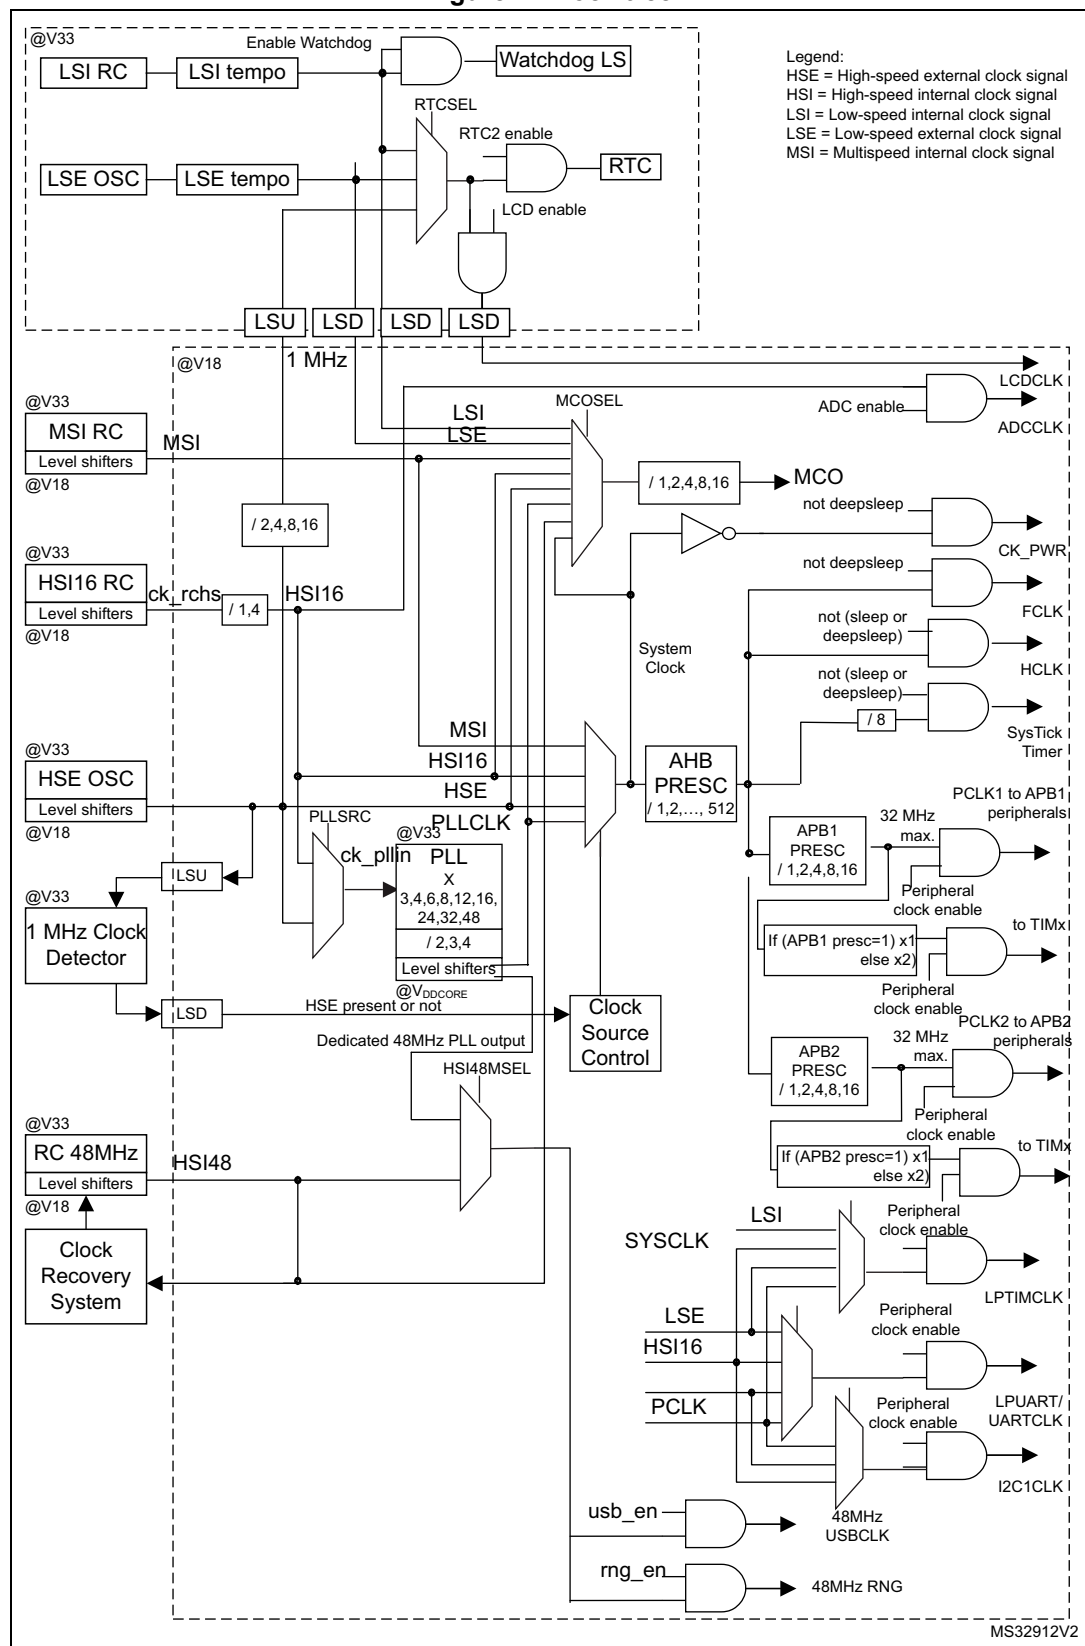 @V33
Enable Watchdog
LSI RC
LSI tempo
Watchdog LS
Legend:
HSE = High-speed external clock signal
HSI = High-speed internal clock signal
LSI = Low-speed internal clock signal
LSE = Low-speed external clock signal
MSI = Multispeed internal clock signal
RTCSEL
RTC2 enable
LSE OSC
LSE tempo
RTC
LCD enable
LSU
LSD
LSD
LSD
1 MHz
@V18
LCDCLK
@V33
MSI RC
Level shifters
@V18
MSI
LSI
LSE
MCOSEL
ADC enable
ADCCLK
/ 1,2,4,8,16
MCO
/ 2,4,8,16
not deepsleep
CK_PWR
@V33
HSI16 RC
Level shifters
@V18
ck_rchs
/ 1,4
HSI16
not deepsleep
FCLK
not (sleep or
deepsleep)
HCLK
System
Clock
not (sleep or
deepsleep)
/ 8
SysTick
Timer
@V33
HSE OSC
Level shifters
@V18
MSI
HSI16
HSE
PLLCLK
AHB
PRESC
/ 1,2,..., 512
PLLSRC
ck_pllin
@V33
PLL
X
3,4,6,8,12,16,
24,32,48
/ 2,3,4
Level shifters
@VDDCORE
PCLK1 to APB1
peripherals
32 MHz
max.
APB1
PRESC
/ 1,2,4,8,16
Peripheral
clock enable
LSU
@V33
1 MHz Clock
Detector
If (APB1 presc=1) x1
else x2)
to TIMx
Peripheral
clock enable
LSD
HSE present or not
Clock
Source
Control
Dedicated 48MHz PLL output
PCLK2 to APB2
peripherals
32 MHz
max.
APB2
PRESC
/ 1,2,4,8,16
HSI48MSEL
Peripheral
clock enable
@V33
RC 48MHz
Level shifters
@V18
HSI48
If (APB2 presc=1) x1
else x2)
to TIMx
Peripheral
clock enable
Clock
Recovery
System
LSI
SYSCLK
LPTIMCLK
LSE
HSI16
PCLK
Peripheral
clock enable
LPUART/
UARTCLK
Peripheral
clock enable
I2C1CLK
usb_en
48MHz
USBCLK
rng_en
48MHz RNG
MS32912V2